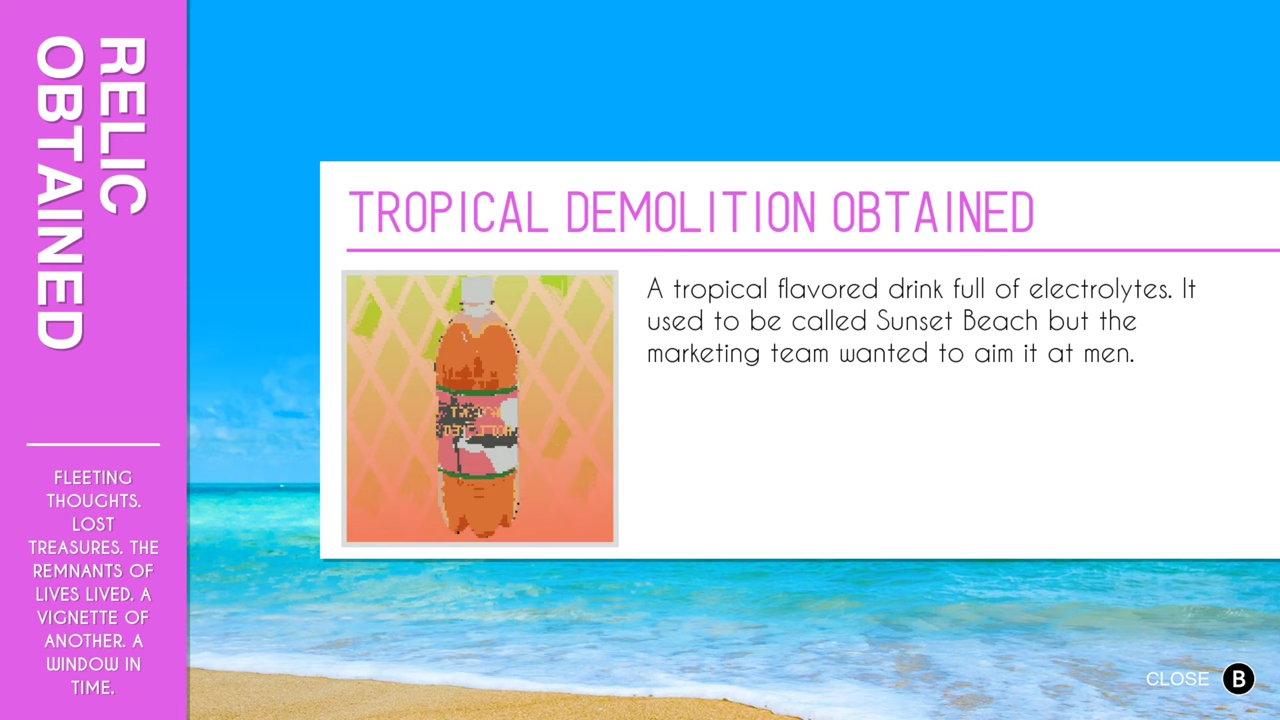 RELIC
OBTAINED
FLEETING
THOUGHTS.
LOST
TREASURES. THE
REMNANTS OF
LIVES LIVED. A
VIGNETTE OF
ANOTHER. A
WINDOW IN
TIME.
TROPICAL DEMOLITION OBTAINED
A tropical flavored drink full of electrolytes. It
used to be called Sunset Beach but the
marketing team wanted to aim it at men.
CLOSE B